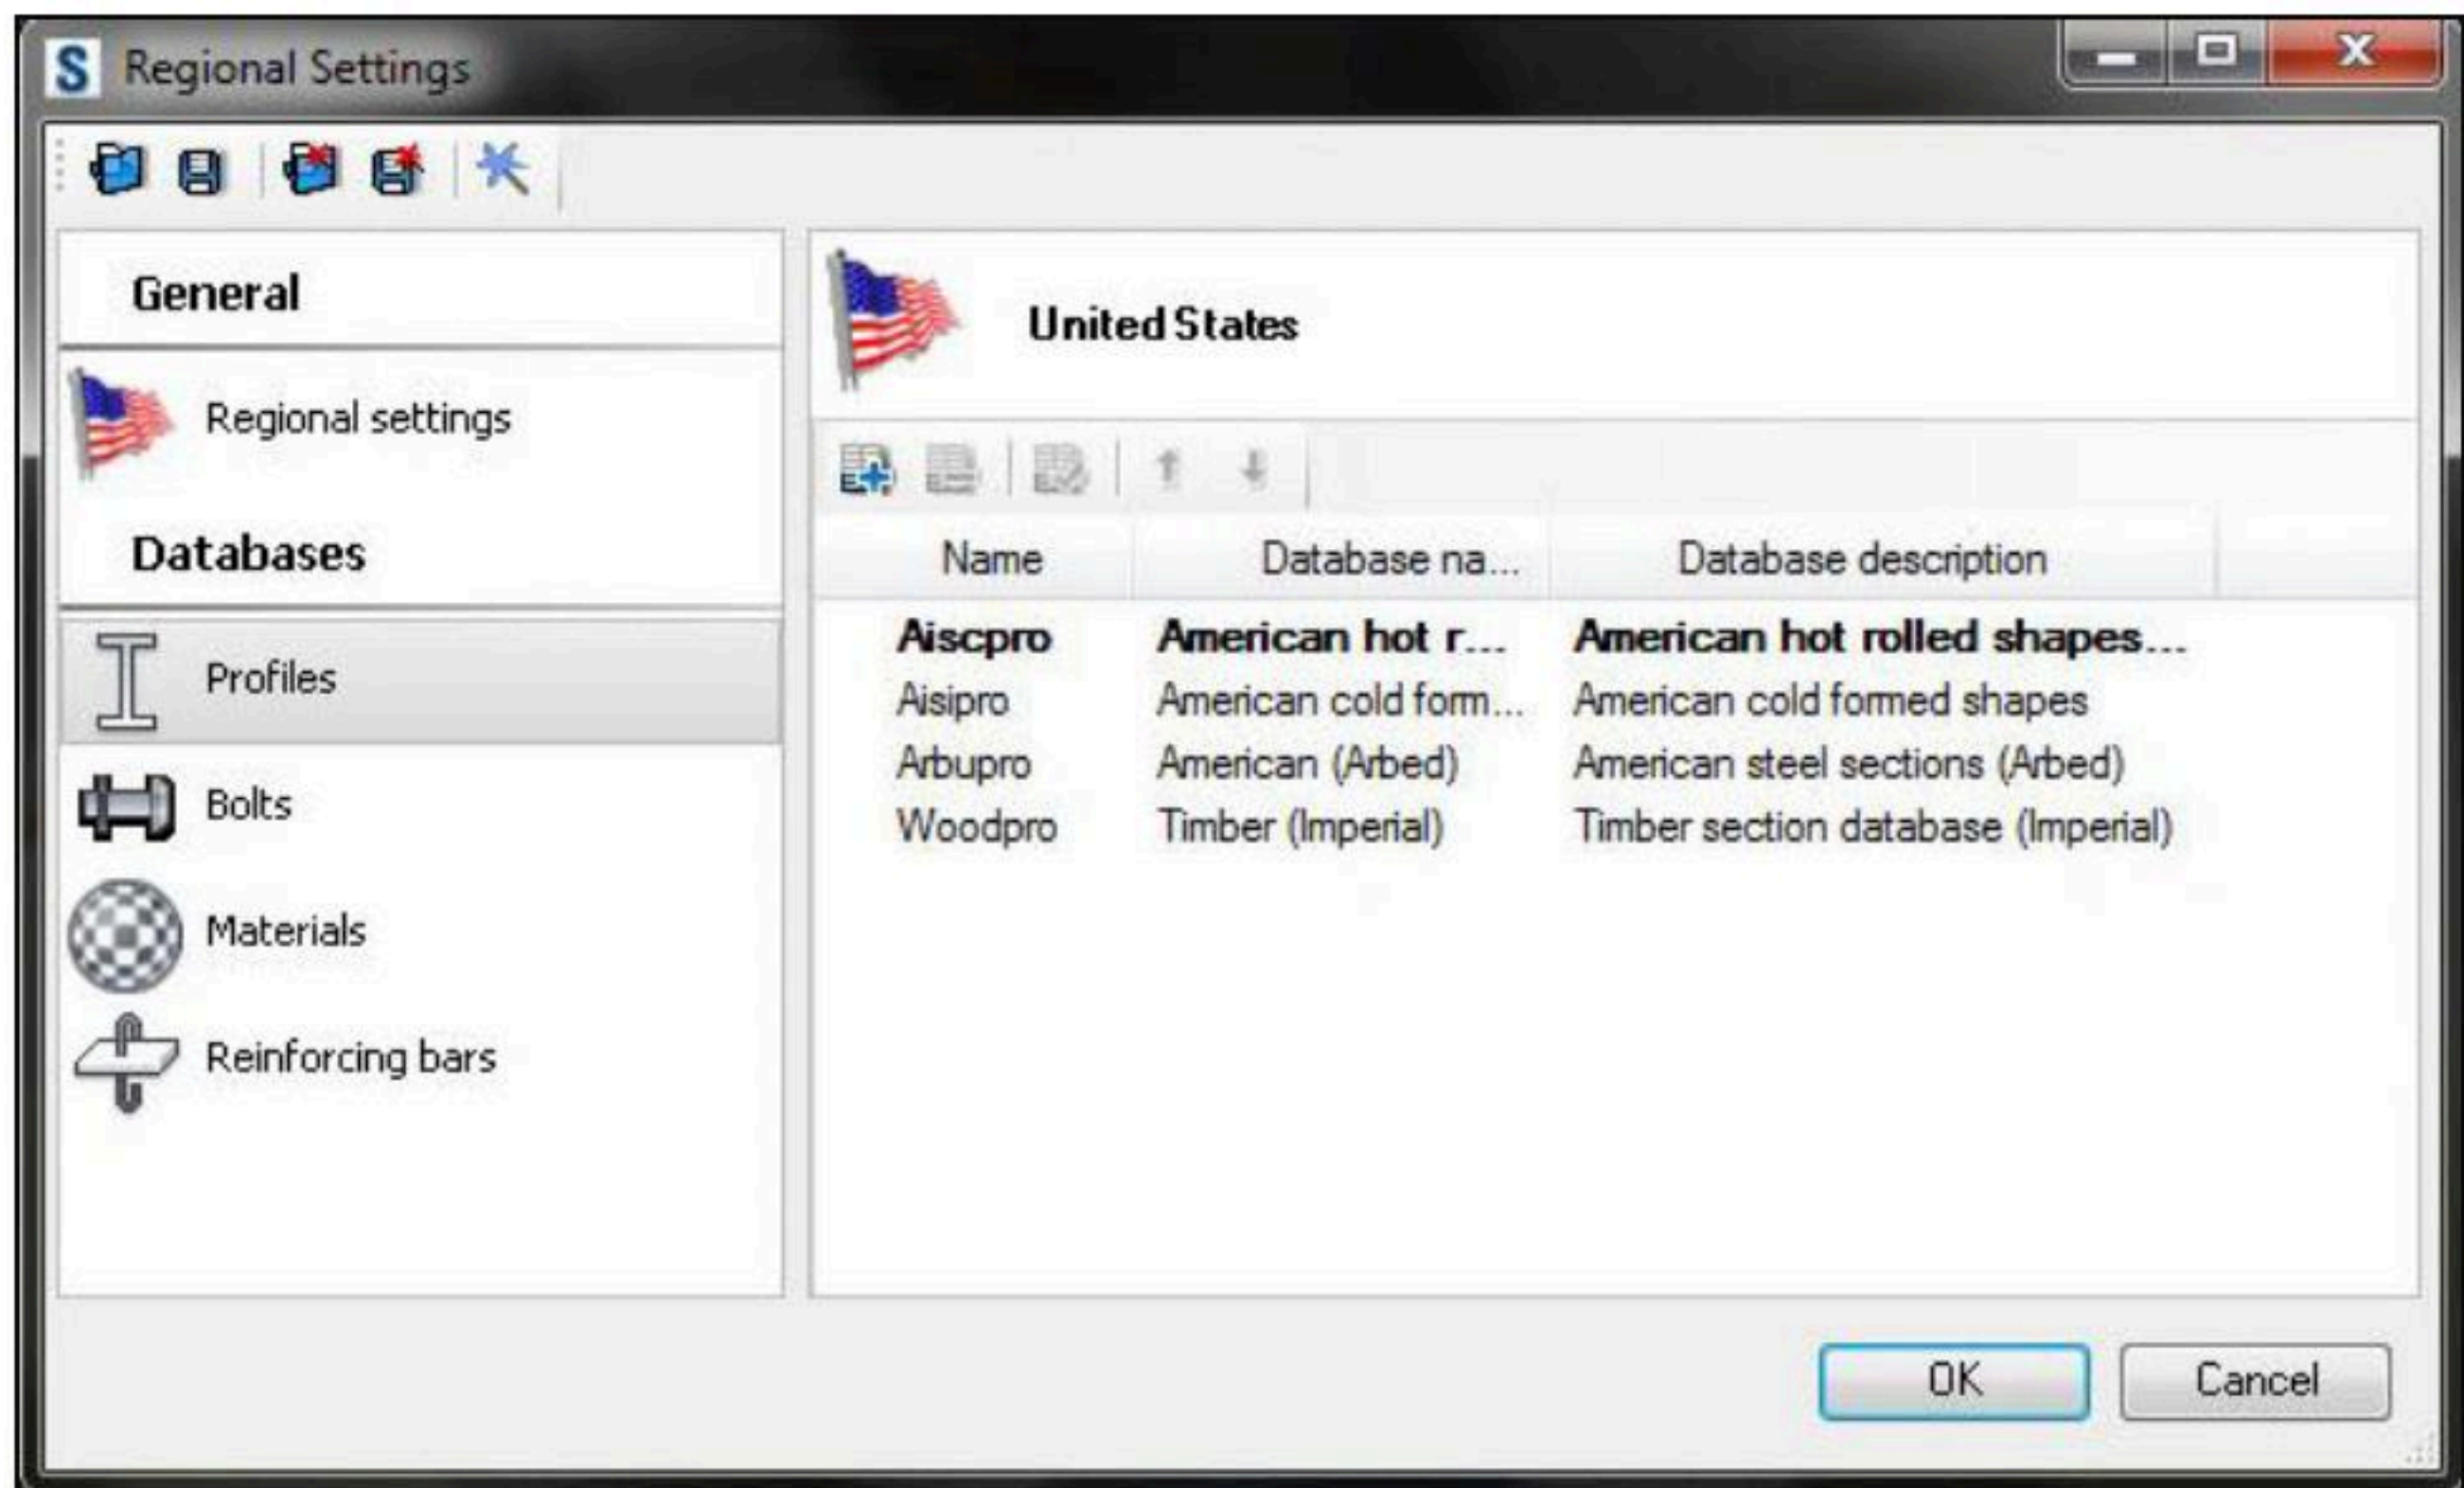 S Regional Settings
General
Regional settings
Databases
Profiles
Bolts
Materials
Reinforcing bars
United States
Name Database na... Database description
Aiscpro American hot r... American hot rolled shapes...
Aisipro American cold form... American cold formed shapes
Arbupro American (Arbed) American steel sections (Arbed)
Woodpro Timber (Imperial) Timber section database (Imperial)
OK Cancel